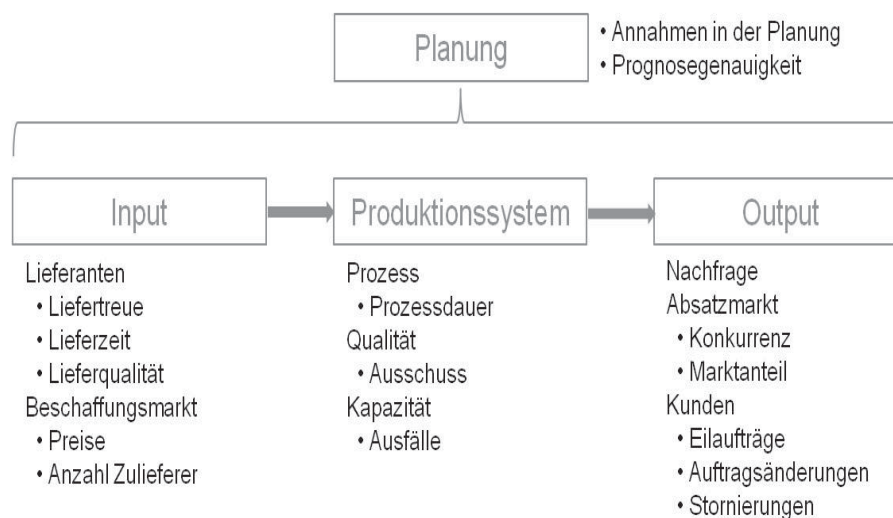 Planung
• Annahmen in der Planung
• Prognosegenauigkeit
Input
Lieferanten
• Liefertreue
• Lieferzeit
• Lieferqualität
Beschaffungsmarkt
• Preise
• Anzahl Zulieferer
Produktionssystem
Prozess
• Prozessdauer
Qualität
• Ausschuss
Kapazität
• Ausfälle
Output
Nachfrage
Absatzmarkt
• Konkurrenz
• Marktanteil
Kunden
• Eilaufträge
• Auftragsänderungen
• Stornierungen